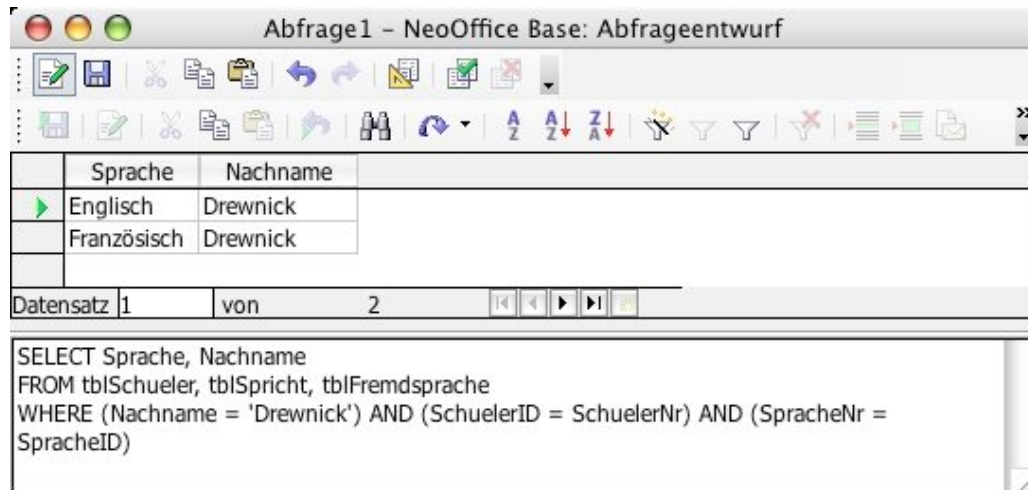 Abfrage1 – NeoOffice Base: Abfrageentwurf
Sprache Nachname
Englisch Drewnick
Französisch Drewnick
Datensatz 1 von 2
SELECT Sprache, Nachname
FROM tblSchueler, tblSpricht, tblFremdsprache
WHERE (Nachname = 'Drewnick') AND (SchuelerID = SchuelerNr) AND (SpracheNr =
SpracheID)